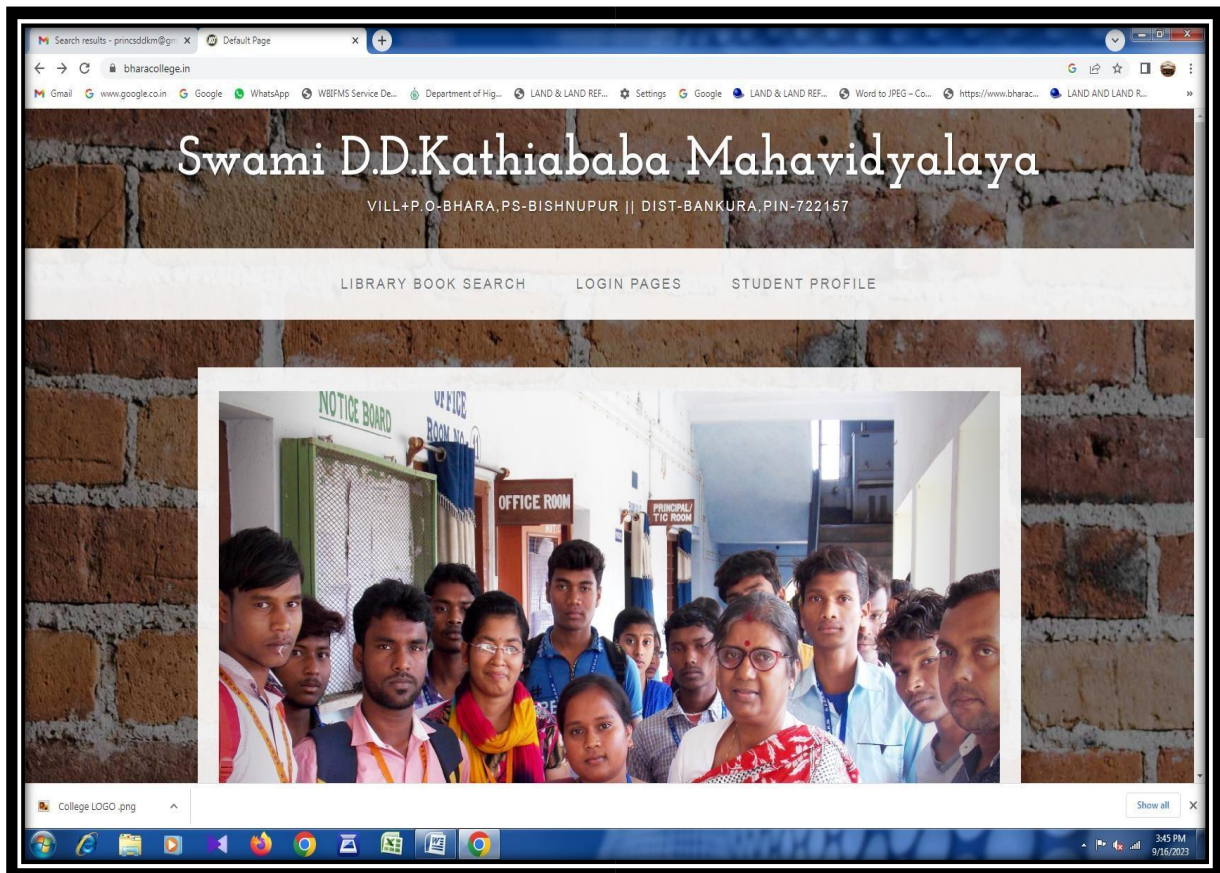 Search results - princsddkm@gm
Default Page
bharacollege.in
Gmail
www.google.co.in
Google
WhatsApp
WBIFMS Service De...
Department of Hig...
LAND & LAND REF...
Settings
Google
LAND & LAND REF...
Word to JPEG – Co...
https://www.bharac...
LAND AND LAND R...
Swami D.D.Kathiababa Mahavidyalaya
VILL+P.O-BHARA,PS-BISHNUPUR || DIST-BANKURA,PIN-722157
LIBRARY BOOK SEARCH
LOGIN PAGES
STUDENT PROFILE
NOTICE BOARD
OFFICE
ROOM No
OFFICE ROOM
PRINCIPAL/
TIC ROOM
College LOGO .png
Show all
3:45 PM
9/16/2023